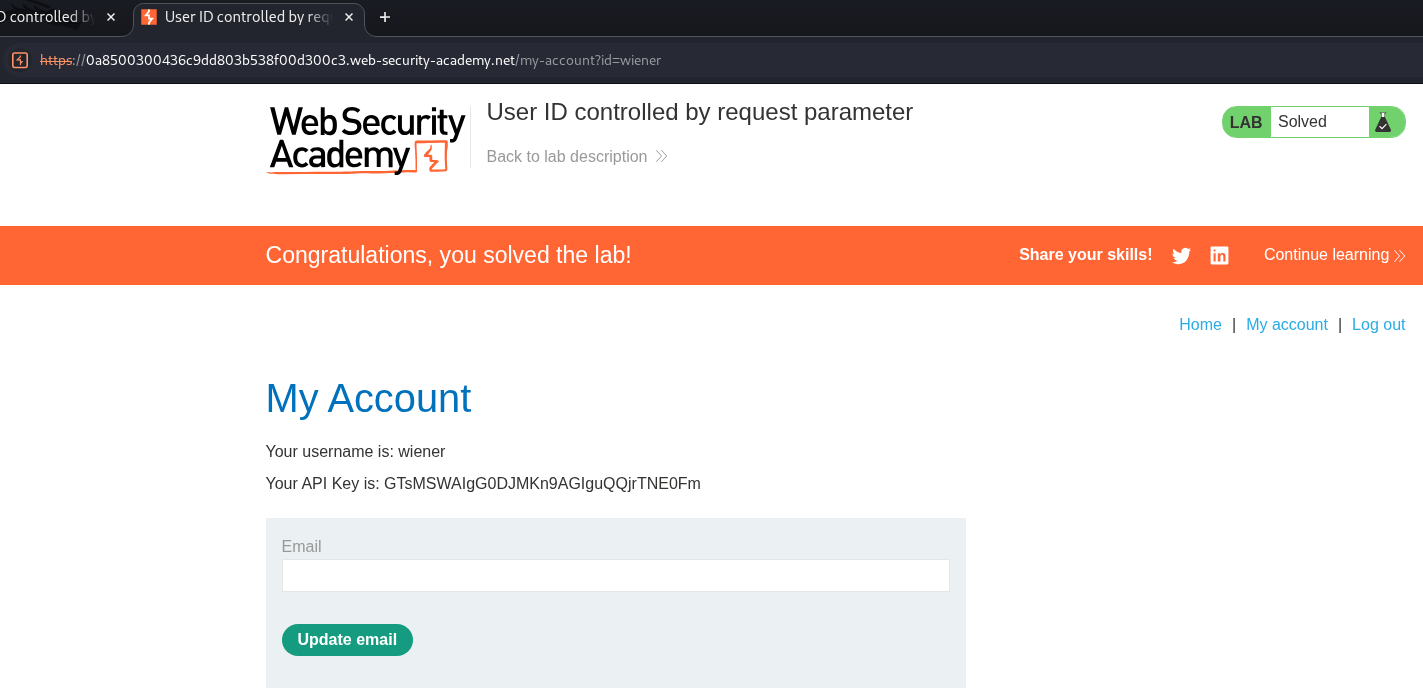 D controlled by × User ID controlled by req × +
https://0a8500300436c9dd803b538f00d300c3.web-security-academy.net/my-account?id=wiener
Web Security
Academy
User ID controlled by request parameter
Back to lab description
LAB Solved
Congratulations, you solved the lab!
Share your skills!
Continue learning
Home | My account | Log out
My Account
Your username is: wiener
Your API Key is: GTsMSWAIgG0DJMKn9AGIguQQjrTNE0Fm
Email
Update email